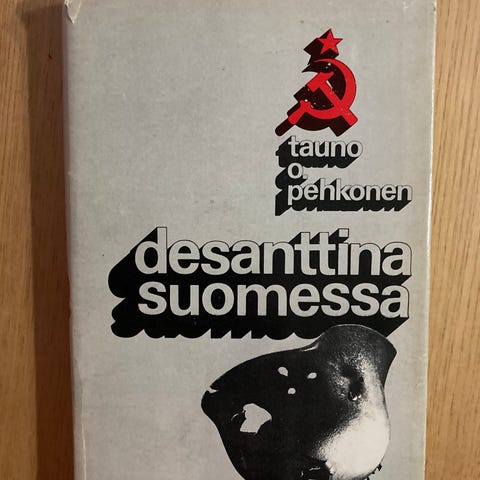 tauno
o.
pehkonen
desanttina
suomessa